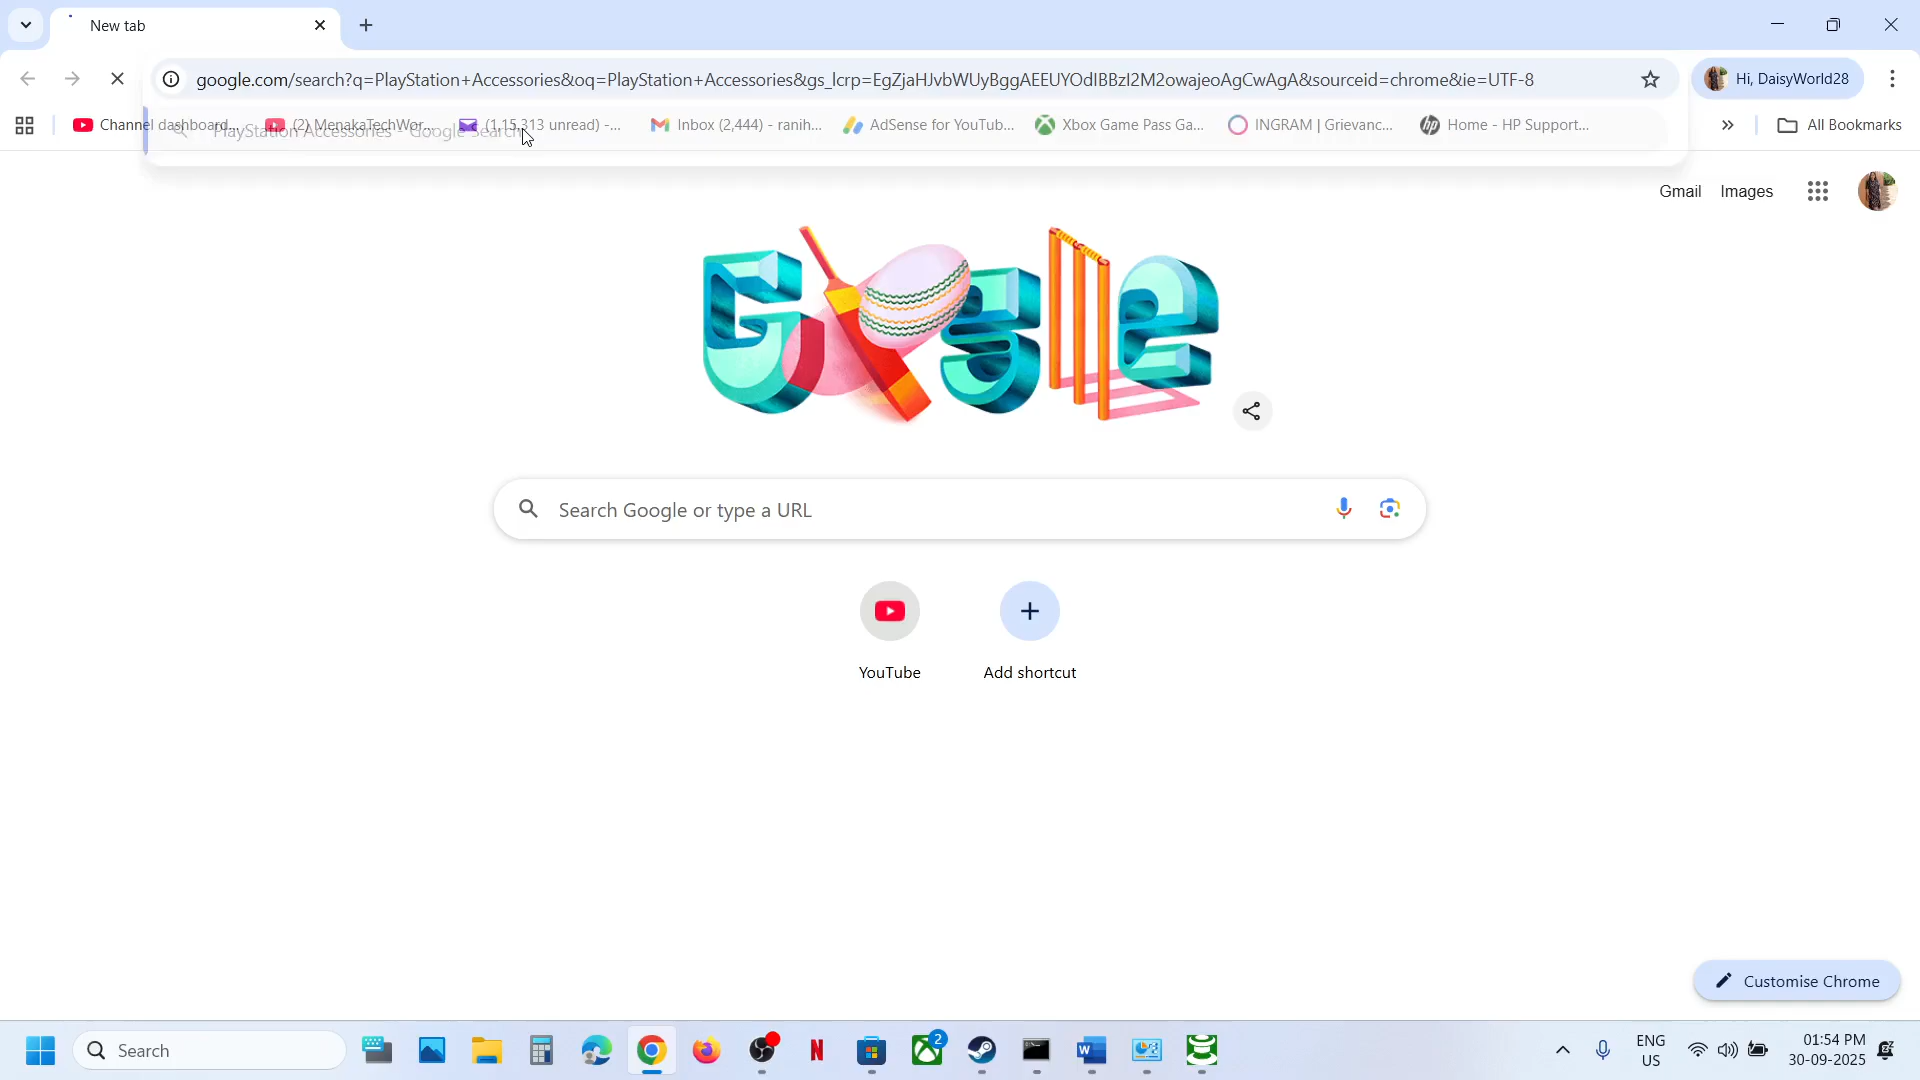 New tab
google.com/search?q=PlayStation+Accessories&oq=PlayStation+Accessories&gs_lcrp=EgZjaHJvbWUyBggAEEUYOdIBBzI2M2owajeoAgCwAgA&sourceid=chrome&ie=UTF-8
Hi, DaisyWorld28
Channel dashboard... (2) MenakaTechWor... (1,15,313 unread) -... Inbox (2,444) - ranih... AdSense for YouTub... Xbox Game Pass Ga... INGRAM | Grievanc... Home - HP Support... All Bookmarks
PlayStation Accessories - Google Search
Gmail Images
Google
Search Google or type a URL
YouTube
Add shortcut
Customise Chrome
Search
2
ENG
US
01:54 PM
30-09-2025